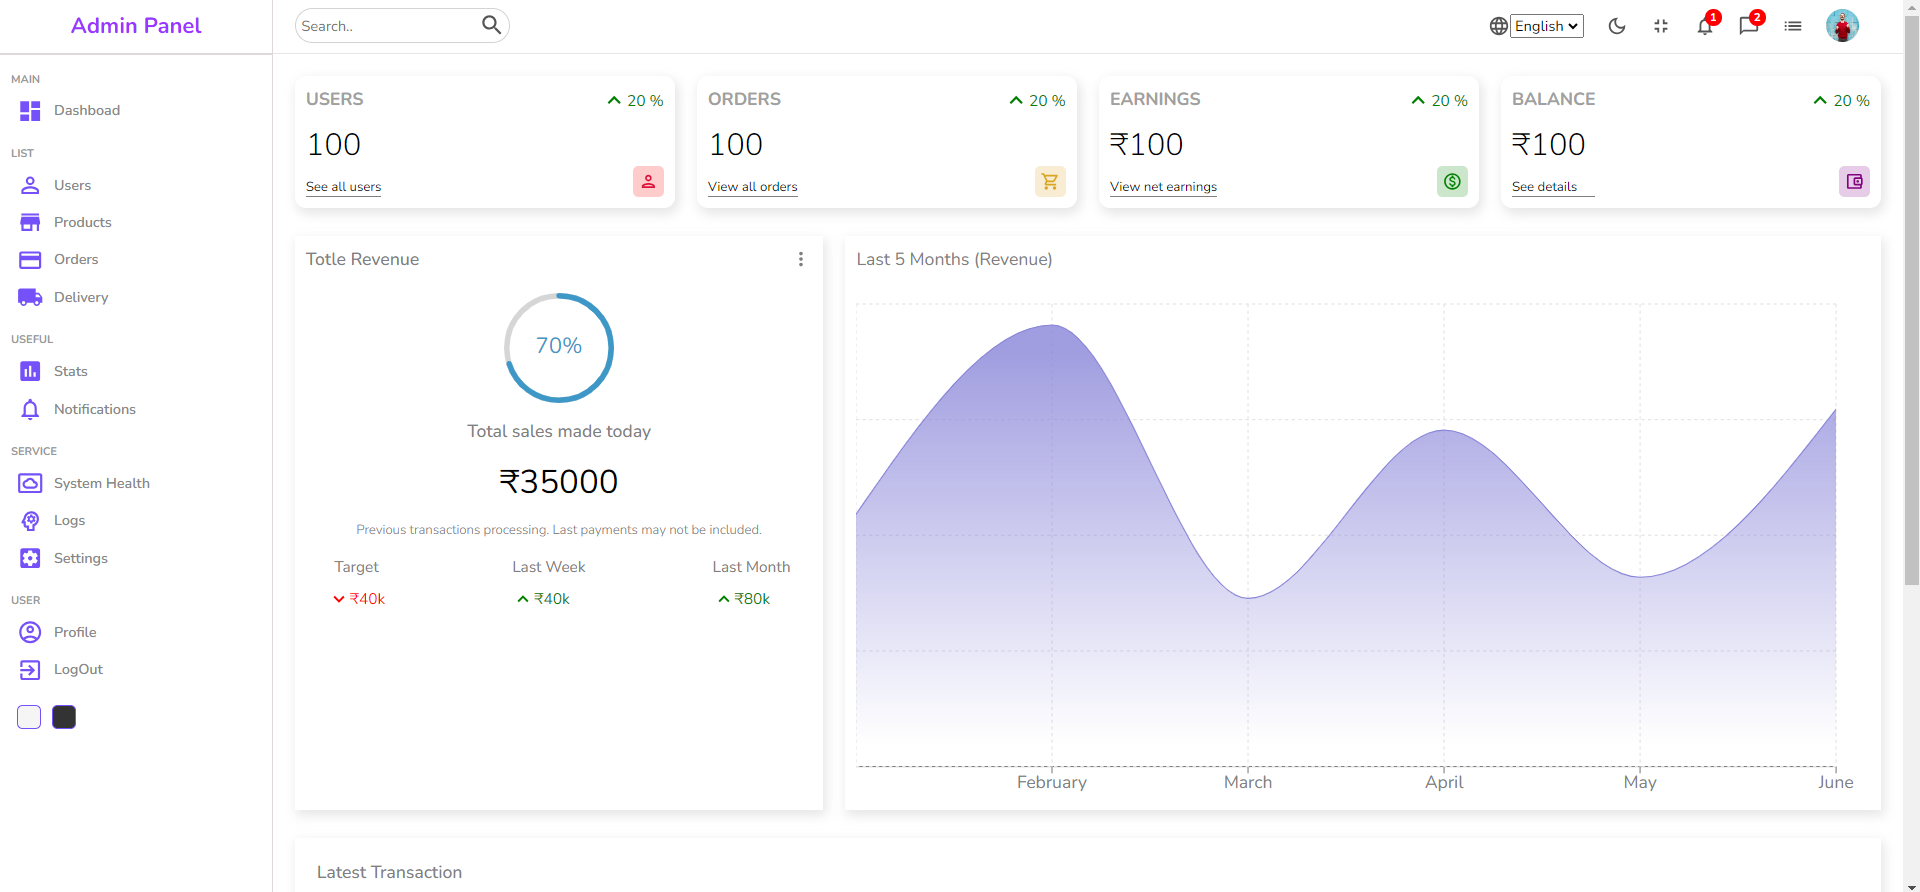 Admin Panel
Search..
English
1
2
MAIN
Dashboad
LIST
Users
Products
Orders
Delivery
USEFUL
Stats
Notifications
SERVICE
System Health
Logs
Settings
USER
Profile
LogOut
USERS
20 %
100
See all users
ORDERS
20 %
100
View all orders
EARNINGS
20 %
₹100
View net earnings
BALANCE
20 %
₹100
See details
Totle Revenue
70%
Total sales made today
₹35000
Previous transactions processing. Last payments may not be included.
Target Last Week Last Month
₹40k ₹40k ₹80k
Last 5 Months (Revenue)
February March April May June
Latest Transaction